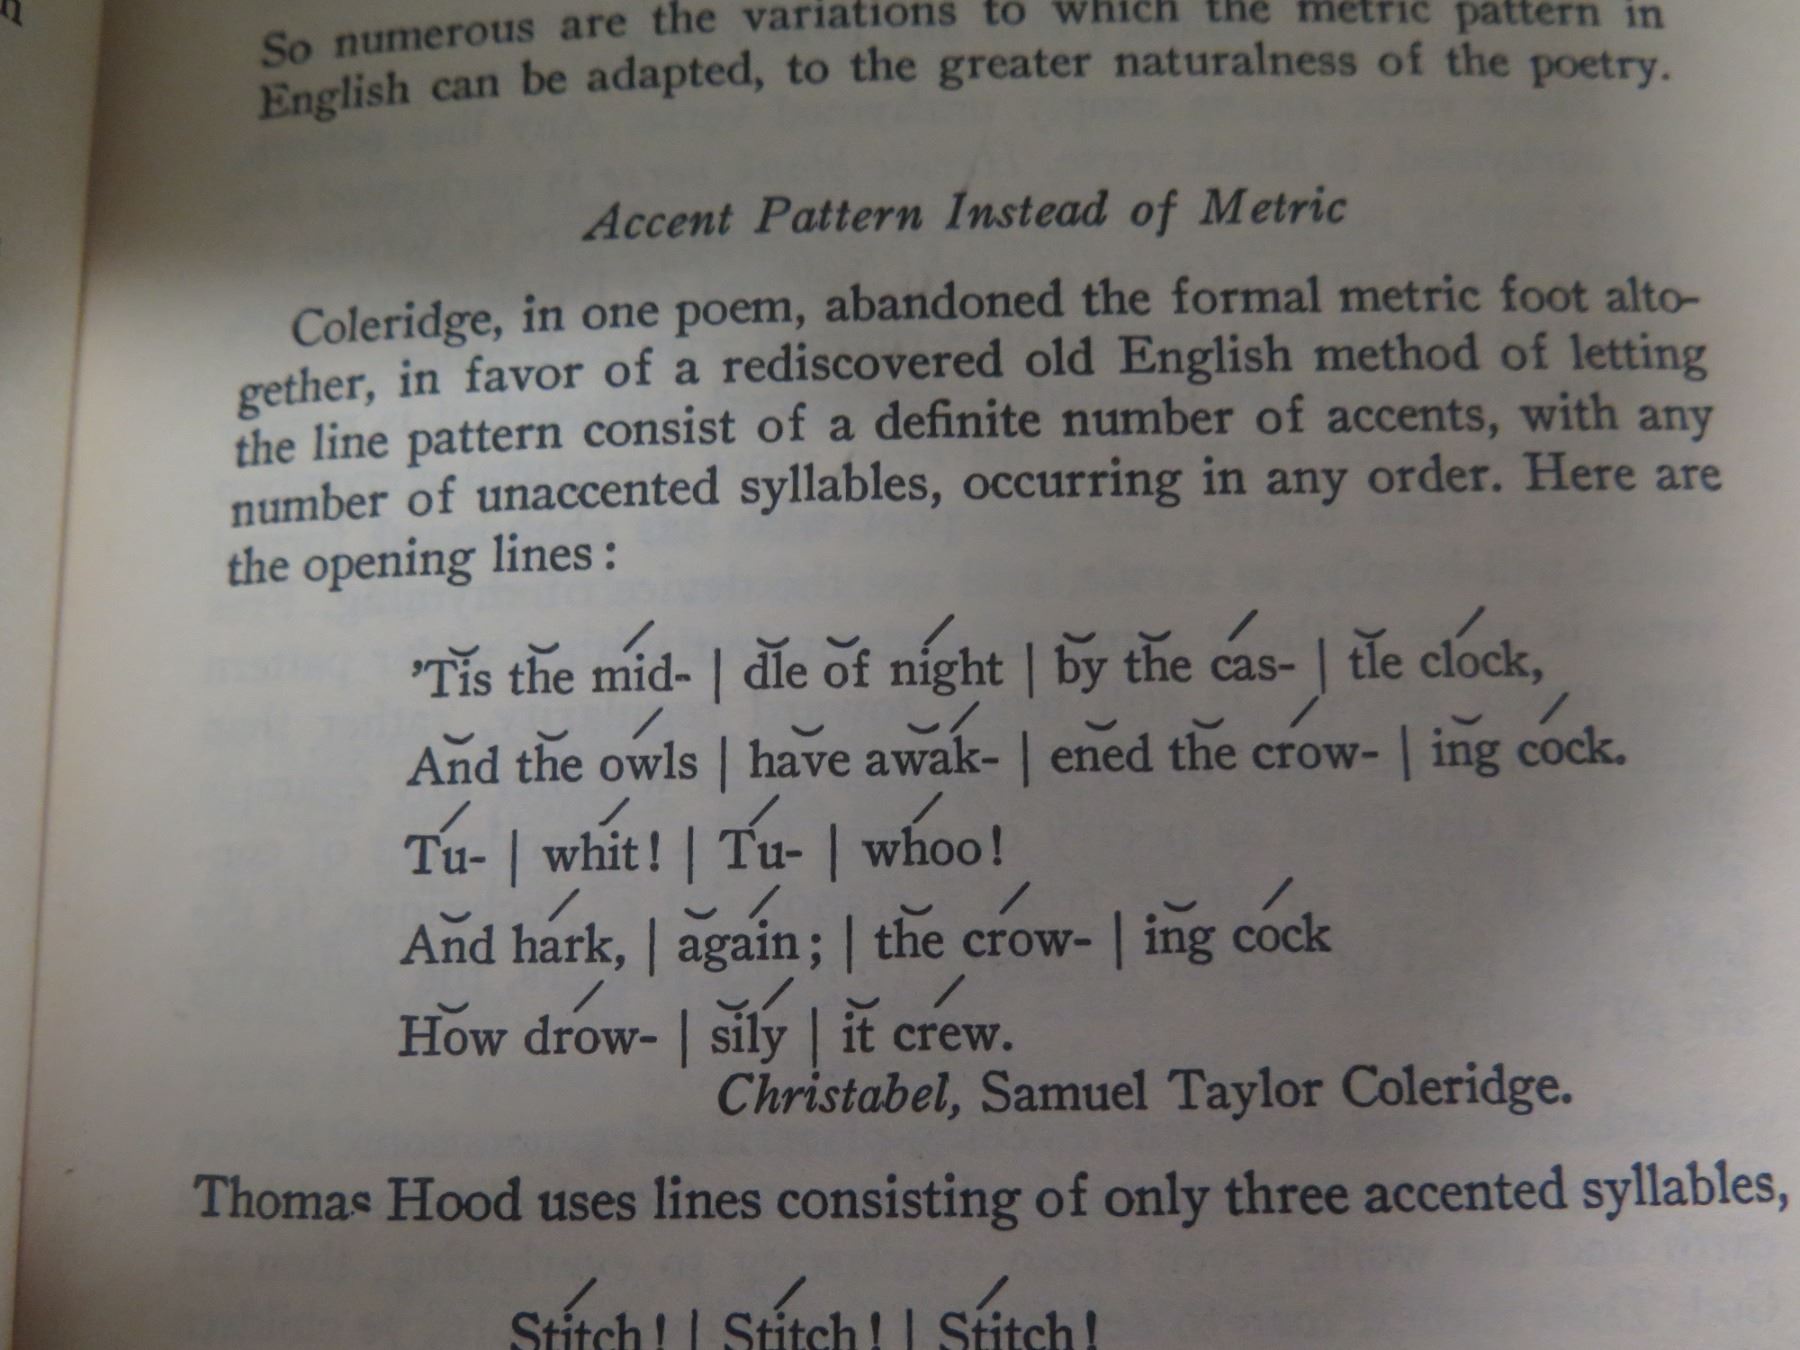 So numerous are the variations to which the metric pattern in
English can be adapted, to the greater naturalness of the poetry.
Accent Pattern Instead of Metric
Coleridge, in one poem, abandoned the formal metric foot alto-
gether, in favor of a rediscovered old English method of letting
the line pattern consist of a definite number of accents, with any
number of unaccented syllables, occurring in any order. Here are
the opening lines:
'Tis the mid- | dle of night | by the cas- | tle clock,
And the owls | have awak- | ened the crow- | ing cock.
Tu- | whit! | Tu- | whoo!
And hark, | again; | the crow- | ing cock
How drow- | sily | it crew.
Christabel, Samuel Taylor Coleridge.
Thomas Hood uses lines consisting of only three accented syllables,
Stitch! | Stitch! | Stitch!